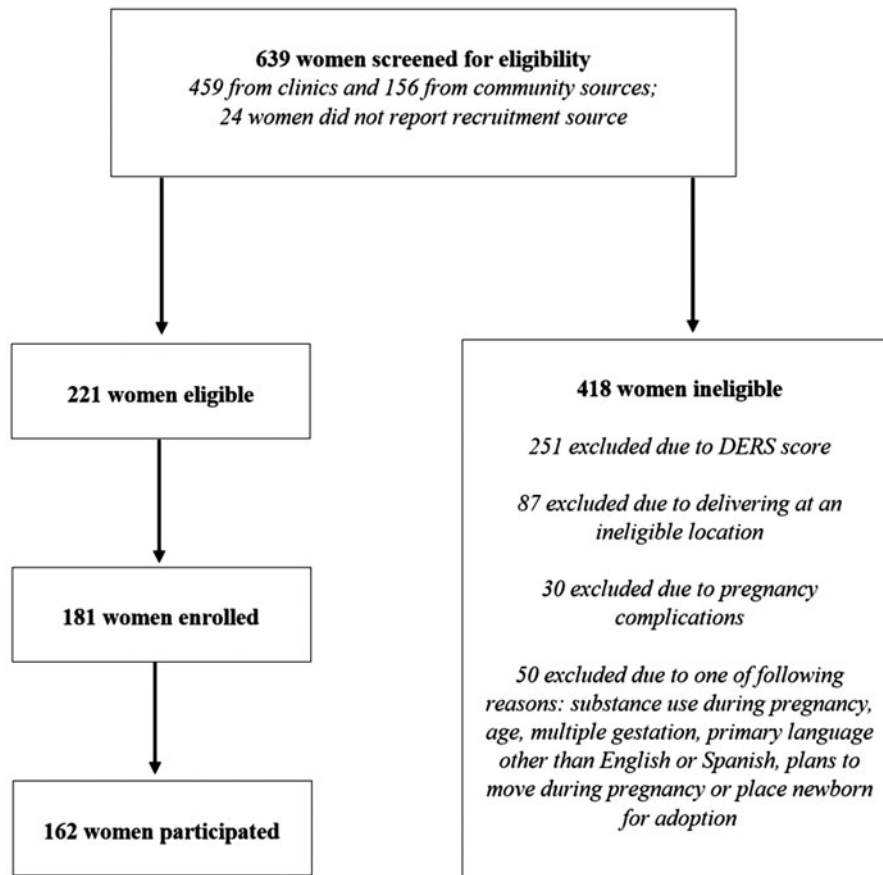 639 women screened for eligibility
459 from clinics and 156 from community sources;
24 women did not report recruitment source
221 women eligible
181 women enrolled
162 women participated
418 women ineligible
251 excluded due to DERS score
87 excluded due to delivering at an
ineligible location
30 excluded due to pregnancy
complications
50 excluded due to one of following
reasons: substance use during pregnancy,
age, multiple gestation, primary language
other than English or Spanish, plans to
move during pregnancy or place newborn
for adoption